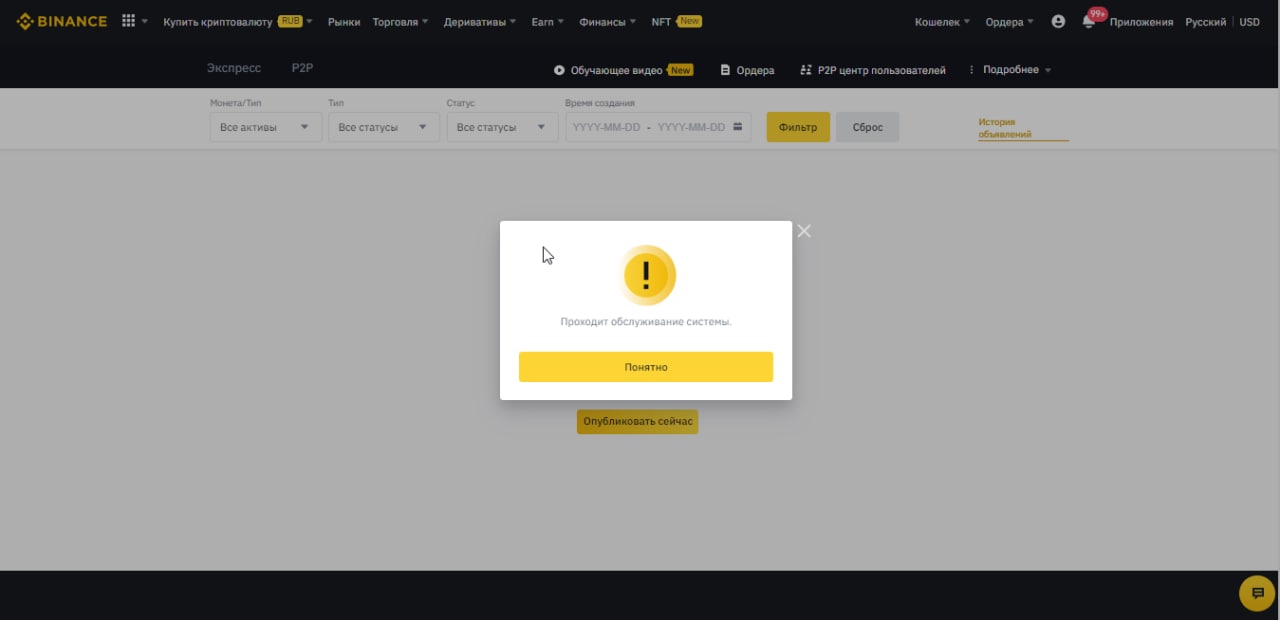 BINANCE Купить криптовалюту RUB Рынки Торговля Деривативы Earn Финансы NFT New Кошелек Ордера 99+ Приложения Русский USD
Экспресс P2P Обучающее видео New Ордера P2P центр пользователей Подробнее
Монета/Тип Тип Статус Время создания
Все активы Все статусы Все статусы YYYY-MM-DD - YYYY-MM-DD Фильтр Сброс
История
объявлений
Проходит обслуживание системы.
Понятно
Опубликовать сейчас